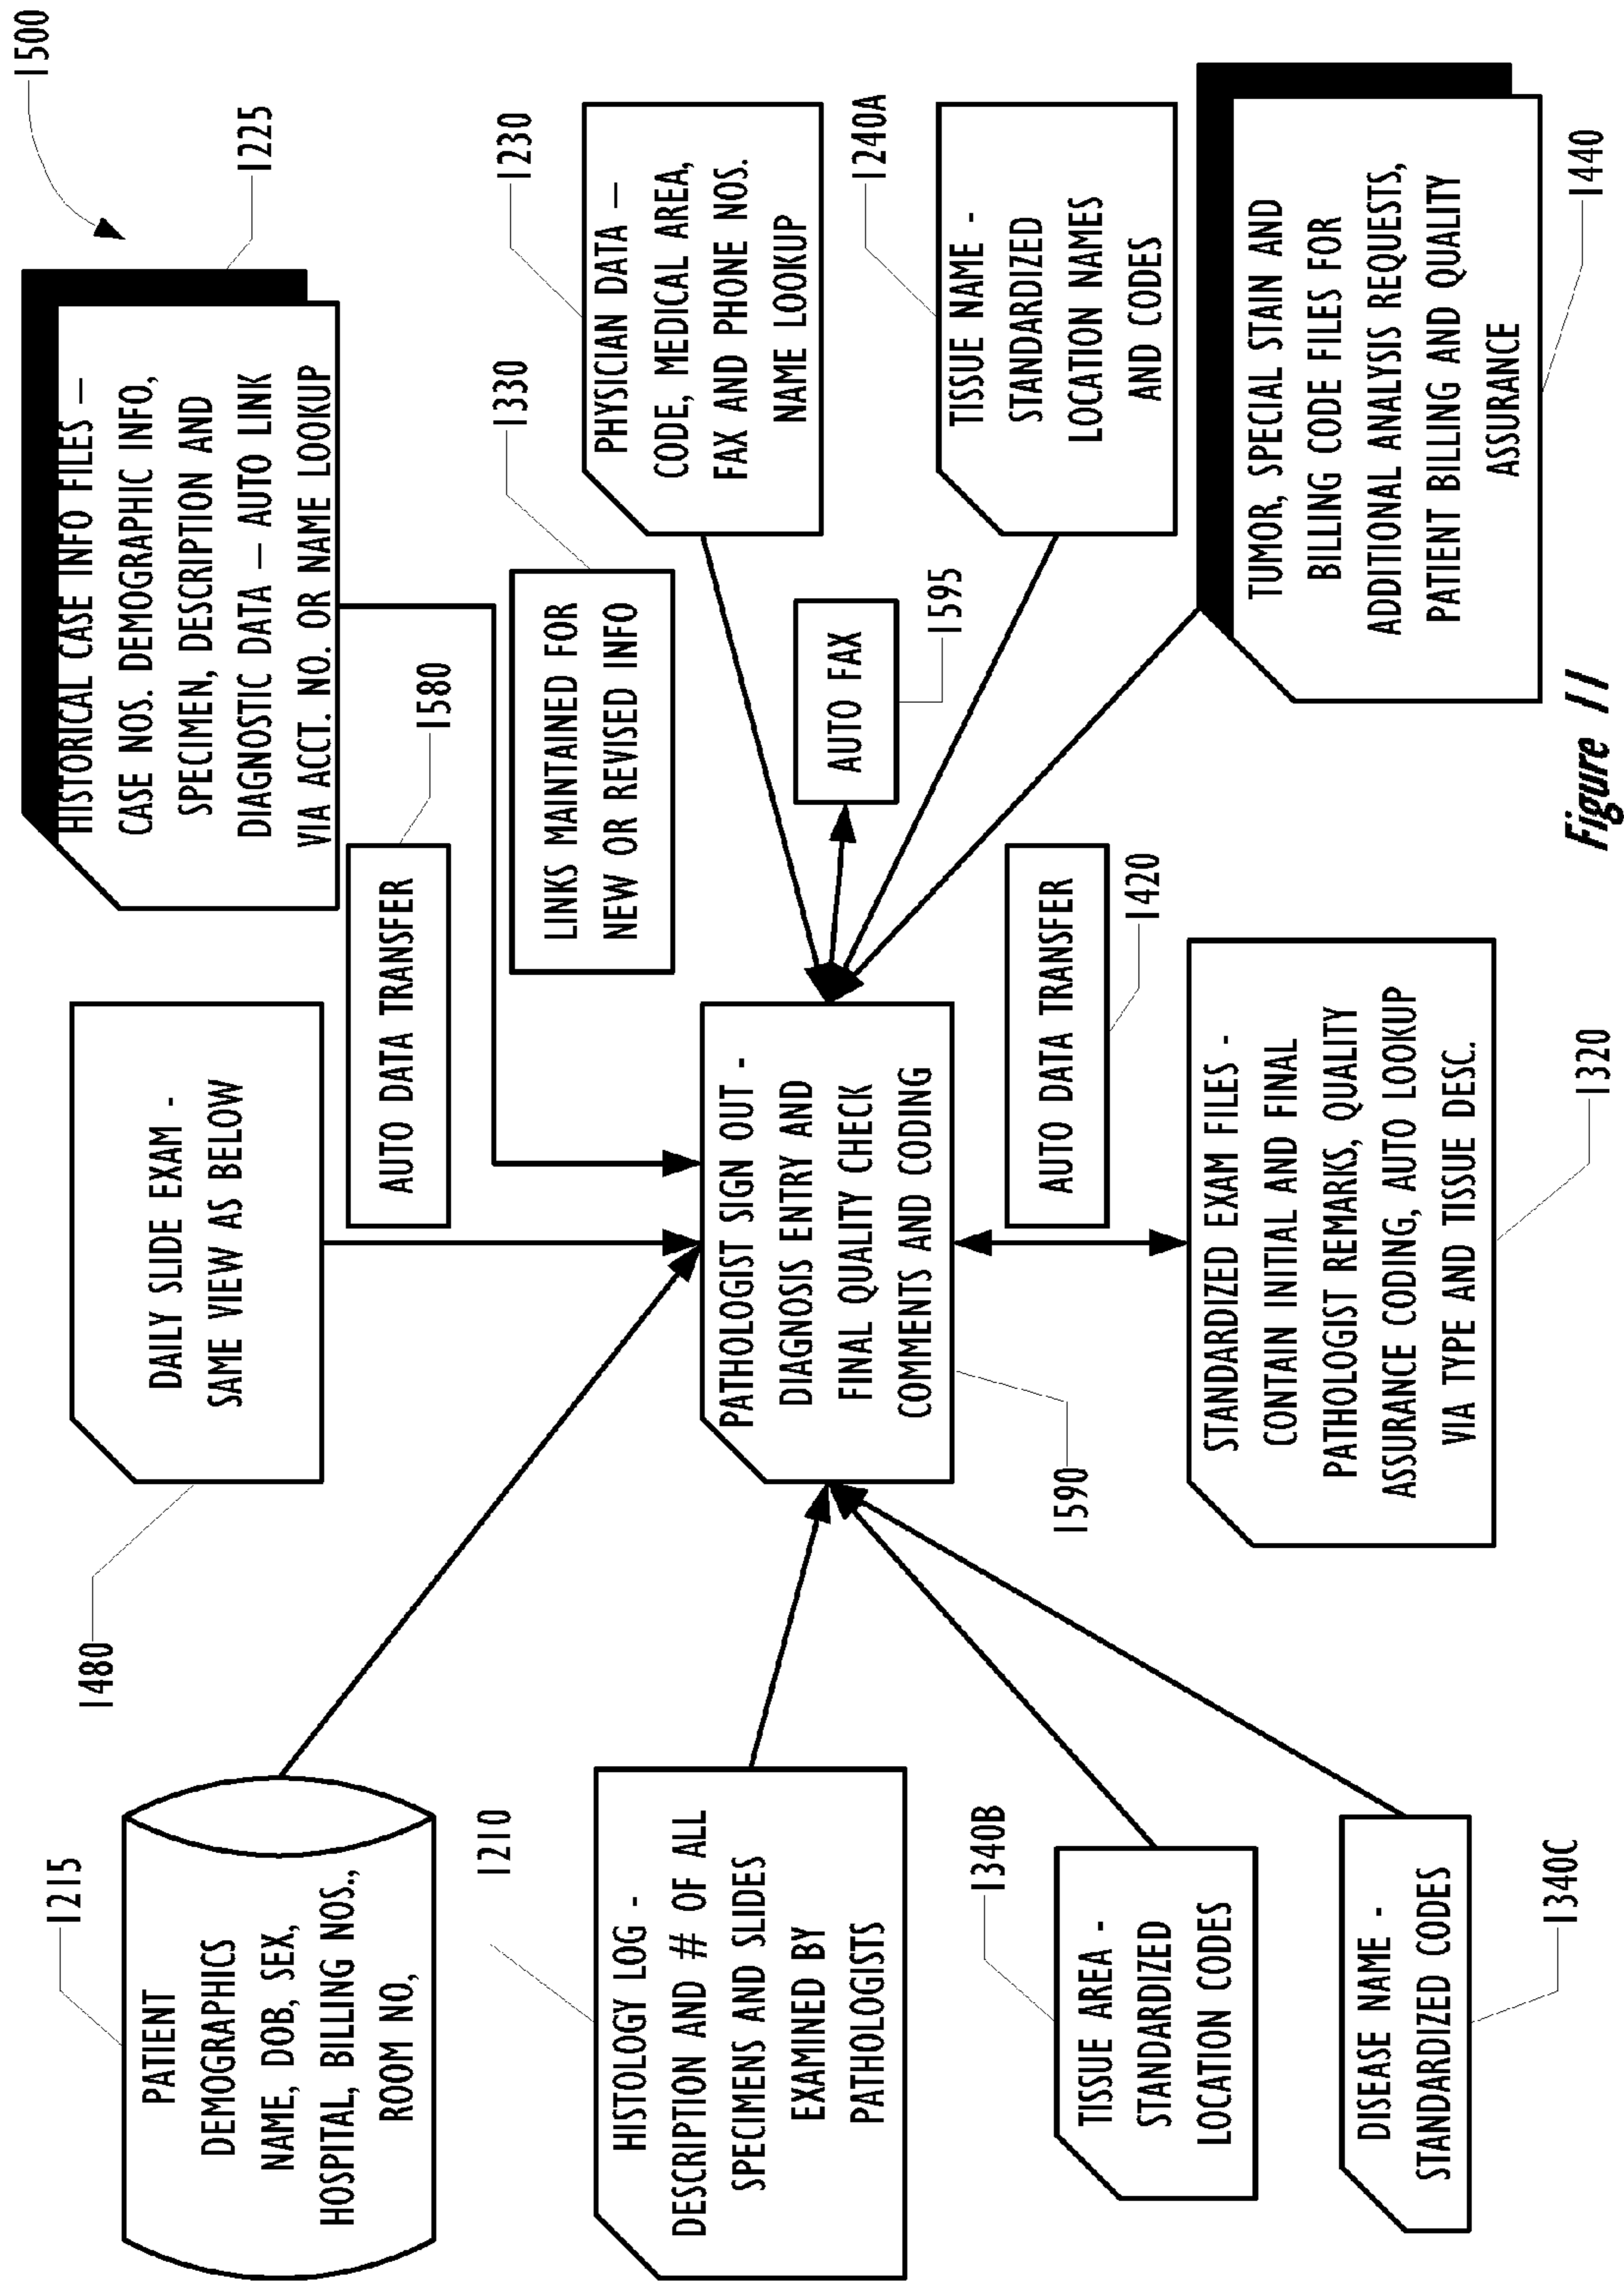 1500
1215
PATIENT
DEMOGRAPHICS
NAME, DOB, SEX,
HOSPITAL, BILLING NOS.,
ROOM NO,
1480
DAILY SLIDE EXAM -
SAME VIEW AS BELOW
1225
HISTORICAL CASE INFO FILES –
CASE NOS. DEMOGRAPHIC INFO,
SPECIMEN, DESCRIPTION AND
DIAGNOSTIC DATA – AUTO LINK
VIA ACCT. NO. OR NAME LOOKUP
1580
AUTO DATA TRANSFER
1330
LINKS MAINTAINED FOR
NEW OR REVISED INFO
1210
HISTOLOGY LOG -
DESCRIPTION AND # OF ALL
SPECIMENS AND SLIDES
EXAMINED BY
PATHOLOGISTS
PATHOLOGIST SIGN OUT -
DIAGNOSIS ENTRY AND
FINAL QUALITY CHECK
COMMENTS AND CODING
1590
1230
PHYSICIAN DATA –
CODE, MEDICAL AREA,
FAX AND PHONE NOS.
NAME LOOKUP
AUTO FAX
1595
1240A
TISSUE NAME -
STANDARDIZED
LOCATION NAMES
AND CODES
1340B
TISSUE AREA -
STANDARDIZED
LOCATION CODES
AUTO DATA TRANSFER
1420
DISEASE NAME -
STANDARDIZED CODES
1340C
STANDARDIZED EXAM FILES -
CONTAIN INITIAL AND FINAL
PATHOLOGIST REMARKS, QUALITY
ASSURANCE CODING, AUTO LOOKUP
VIA TYPE AND TISSUE DESC.
1320
TUMOR, SPECIAL STAIN AND
BILLING CODE FILES FOR
ADDITIONAL ANALYSIS REQUESTS,
PATIENT BILLING AND QUALITY
ASSURANCE
1440
Figure 11